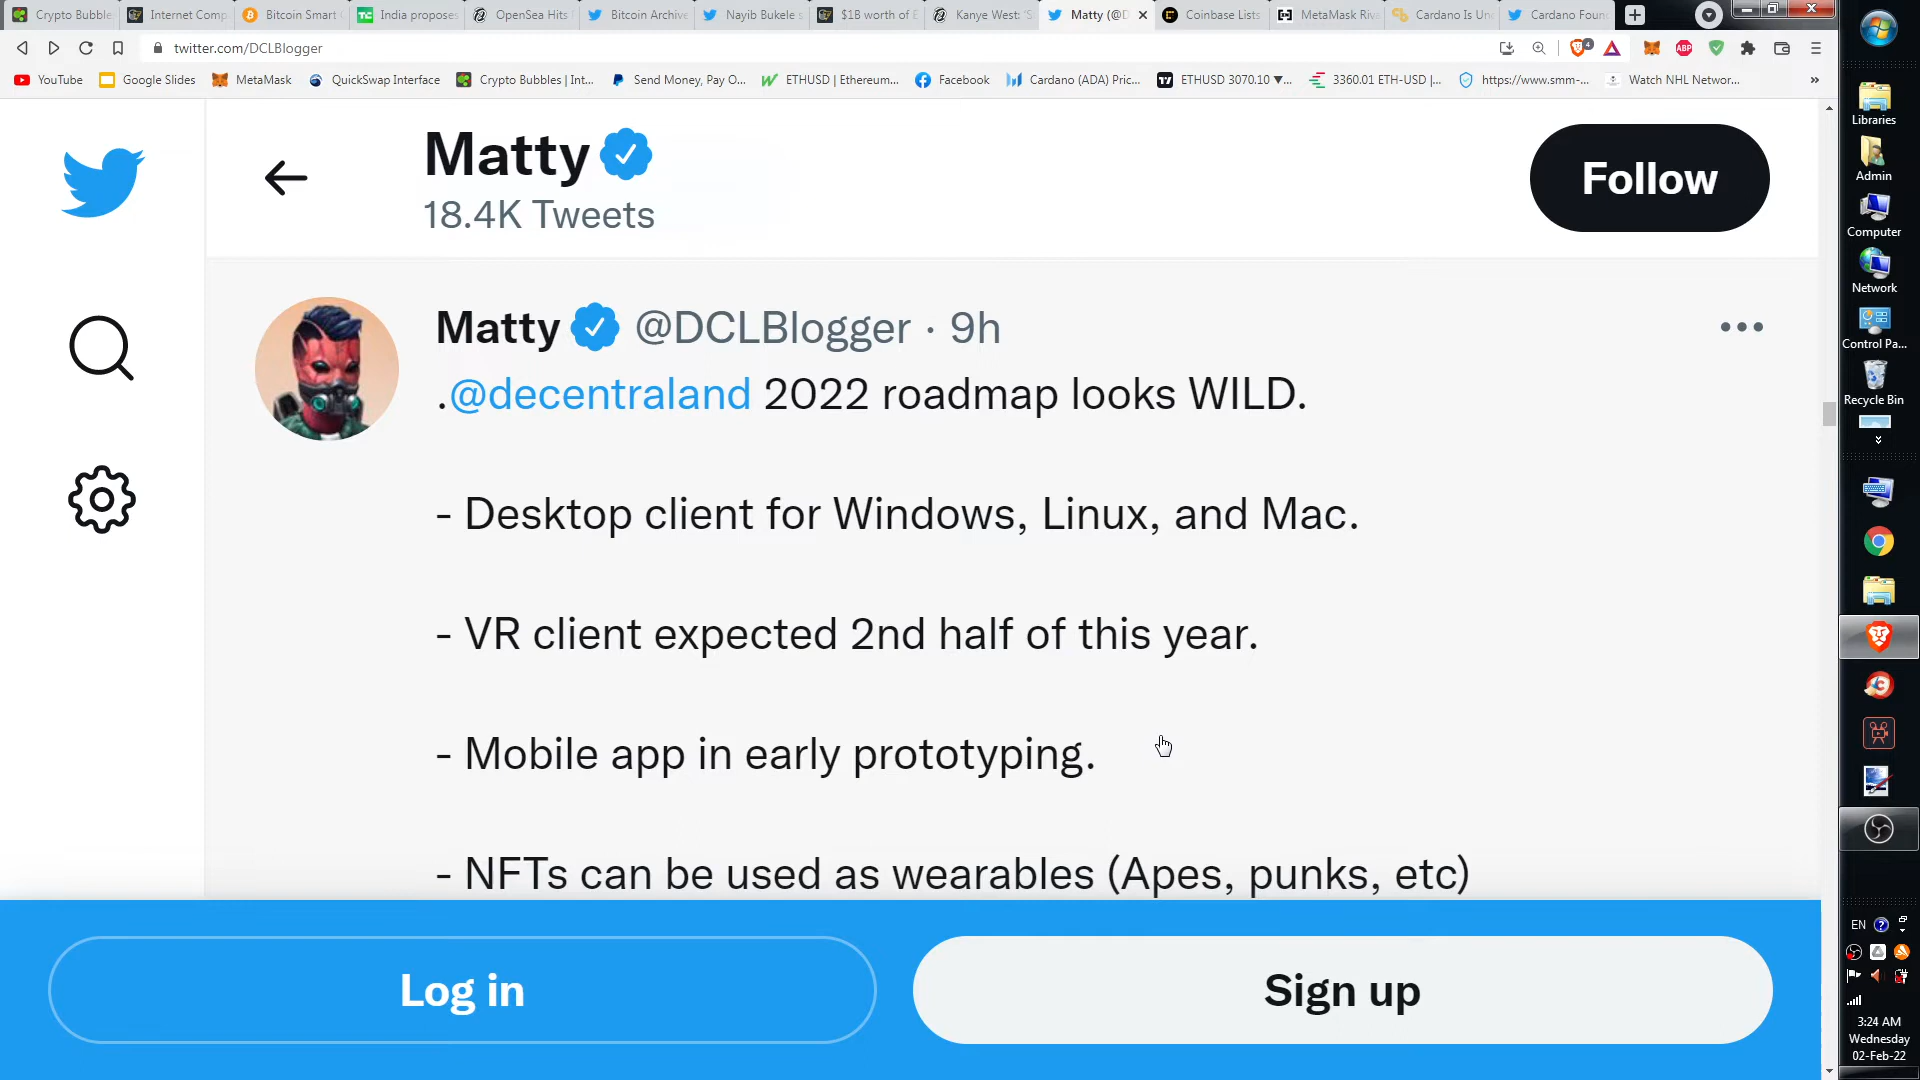 Crypto Bubble
Internet Comp
Bitcoin Smart
India proposes
OpenSea Hits
Bitcoin Archive
Nayib Bukele s
$1B worth of E
Kanye West: 'S
Matty (@D
Coinbase Lists
MetaMask Riv
Cardano Is Un
Cardano Foun
twitter.com/DCLBlogger
4
ABP
YouTube
Google Slides
MetaMask
QuickSwap Interface
Crypto Bubbles | Int...
Send Money, Pay O...
ETHUSD | Ethereum...
Facebook
Cardano (ADA) Pric...
ETHUSD 3070.10 ▼...
3360.01 ETH-USD |...
https://www.smm-...
Watch NHL Networ...
»
Matty
18.4K Tweets
Follow
Matty @DCLBlogger · 9h
.@decentraland 2022 roadmap looks WILD.
- Desktop client for Windows, Linux, and Mac.
- VR client expected 2nd half of this year.
- Mobile app in early prototyping.
- NFTs can be used as wearables (Apes, punks, etc)
Log in
Sign up
Libraries
Admin
Computer
Network
Control Pa...
Recycle Bin
EN
3:24 AM
Wednesday
02-Feb-22